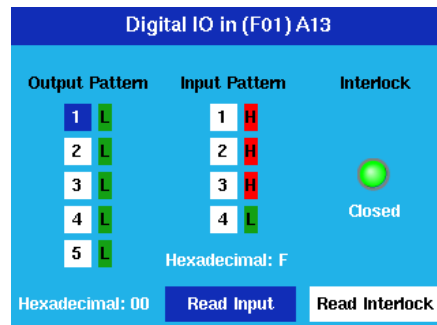 Digital IO in (F01) A13
Output Pattern Input Pattern Interlock
1 L 1 H
2 L 2 H
3 L 3 H
4 L 4 L Closed
5 L
Hexadecimal: F
Hexadecimal: 00 Read Input Read Interlock